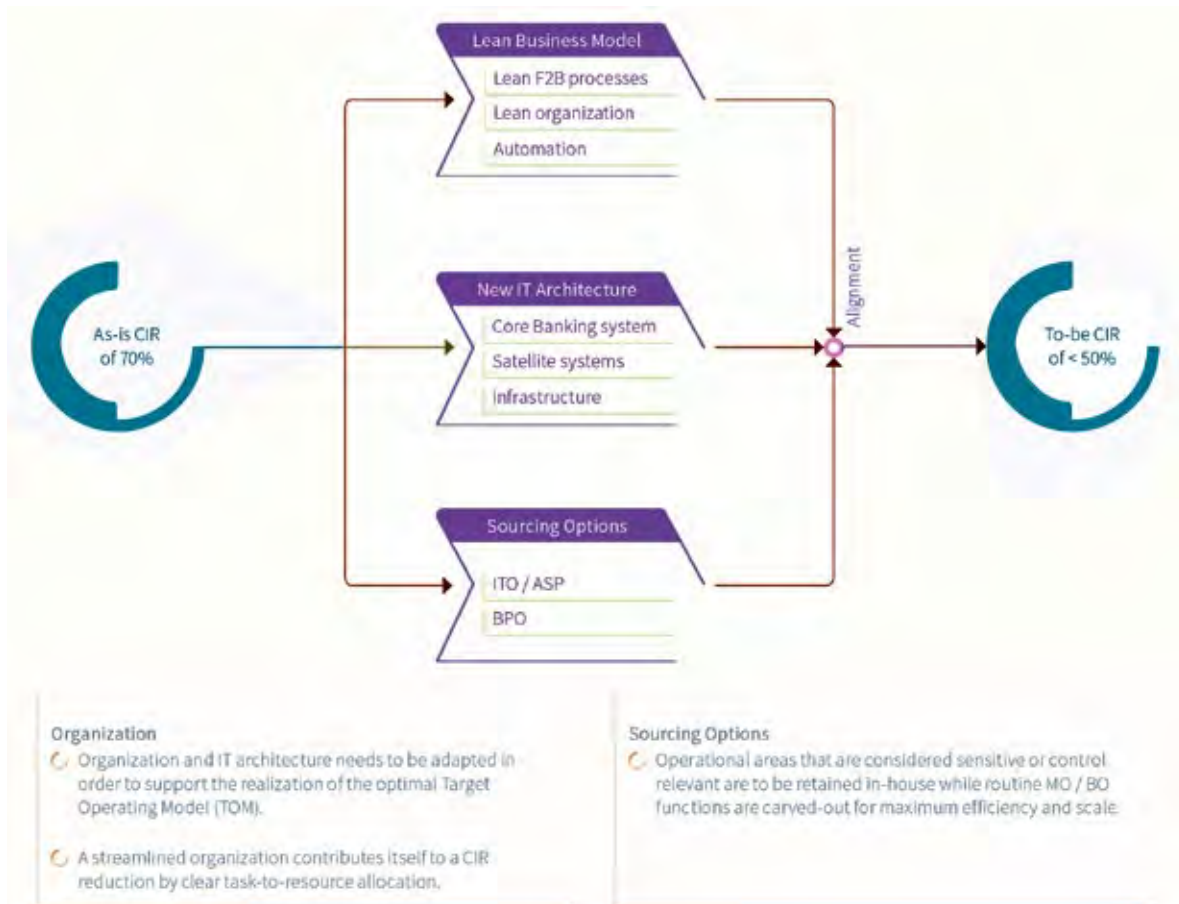 Lean Business Model
Lean F2B processes
Lean organization
Automation
As-is CIR
of 70%
New IT Architecture
Core Banking system
Satellite systems
Infrastructure
Alignment
To-be CIR
of < 50%
Sourcing Options
ITO / ASP
BPO
Organization
Organization and IT architecture needs to be adapted in
order to support the realization of the optimal Target
Operating Model (TOM).
A streamlined organization contributes itself to a CIR
reduction by clear task-to-resource allocation.
Sourcing Options
Operational areas that are considered sensitive or control
relevant are to be retained in-house while routine MO / BO
functions are carved-out for maximum efficiency and scale.